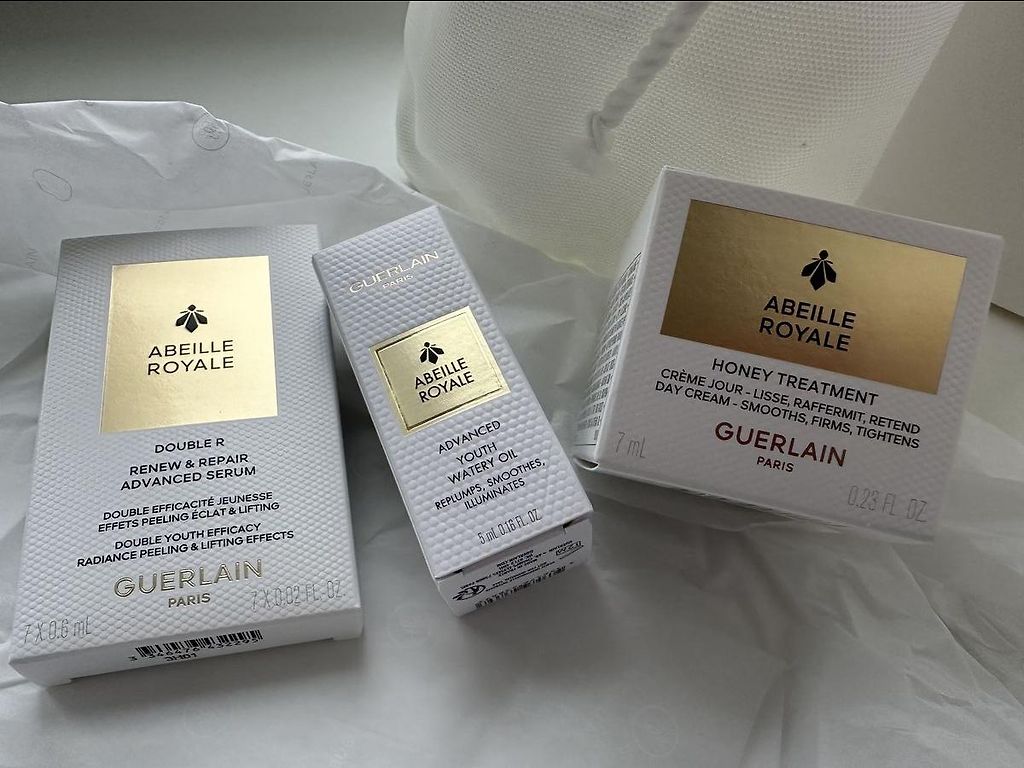 ABEILLE
ROYALE
DOUBLE R
RENEW & REPAIR
ADVANCED SERUM
DOUBLE EFFICACITÉ JEUNESSE
EFFETS PEELING ÉCLAT & LIFTING
DOUBLE YOUTH EFFICACY
RADIANCE PEELING & LIFTING EFFECTS
GUERLAIN
PARIS
7 X 0.6 mL
7 X 0.02 FL. OZ
GUERLAIN
PARIS
ABEILLE
ROYALE
ADVANCED
YOUTH
WATERY OIL
REPLUMPS, SMOOTHES,
ILLUMINATES
5 mL 0.16 FL. OZ
ABEILLE
ROYALE
HONEY TREATMENT
CRÈME JOUR - LISSE, RAFFERMIT, RETEND
DAY CREAM - SMOOTHS, FIRMS, TIGHTENS
GUERLAIN
PARIS
7 mL
0.23 FL. OZ